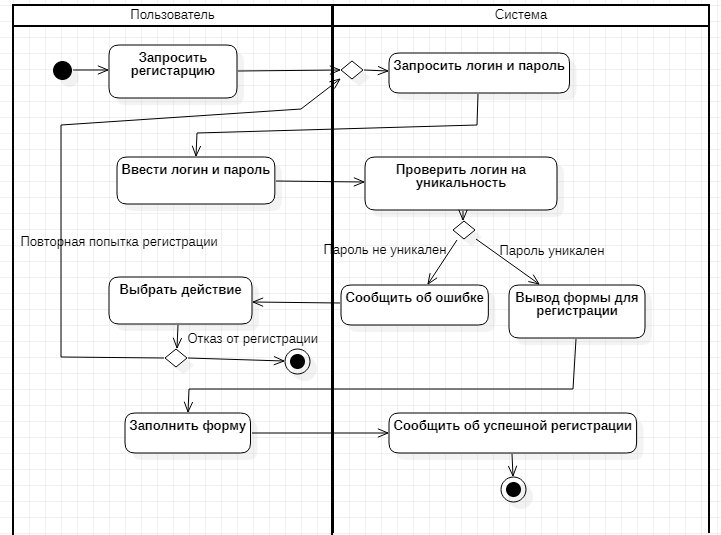 Пользователь
Система
Запросить
регистарцию
Запросить логин и пароль
Ввести логин и пароль
Проверить логин на
уникальность
Повторная попытка регистрации
Пароль не уникален
Пароль уникален
Выбрать действие
Сообщить об ошибке
Вывод формы для
регистрации
Отказ от регистрации
Заполнить форму
Сообщить об успешной регистрации